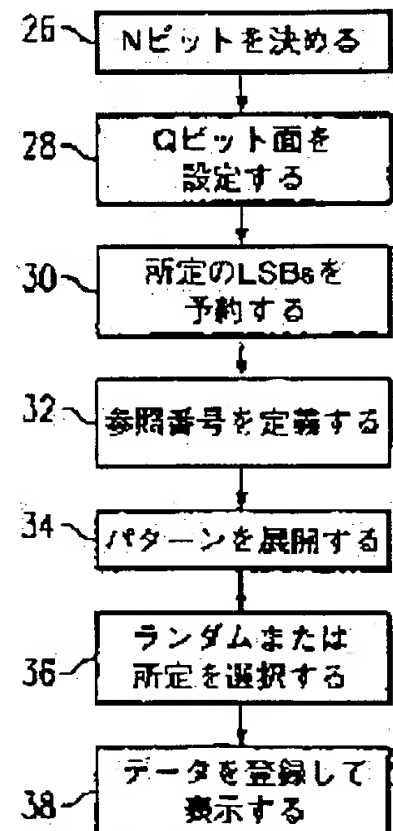 26 Nビットを決める
28 Qビット面を
設定する
30 所定のLSBsを
予約する
32 参照番号を定義する
34 パターンを展開する
ランダムまたは
36 所定を選択する
データを登録して
38 表示する